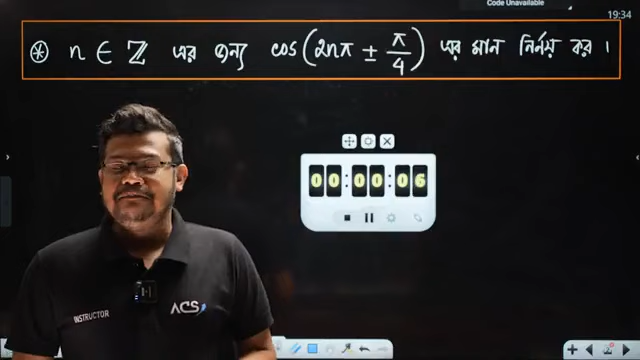 Code Unavailable
19:34
* n ∈ ℤ এর জন্য cos(2nπ ± π/4) এর মান নির্ণয় কর ।
00:00:06
INSTRUCTOR
ACS